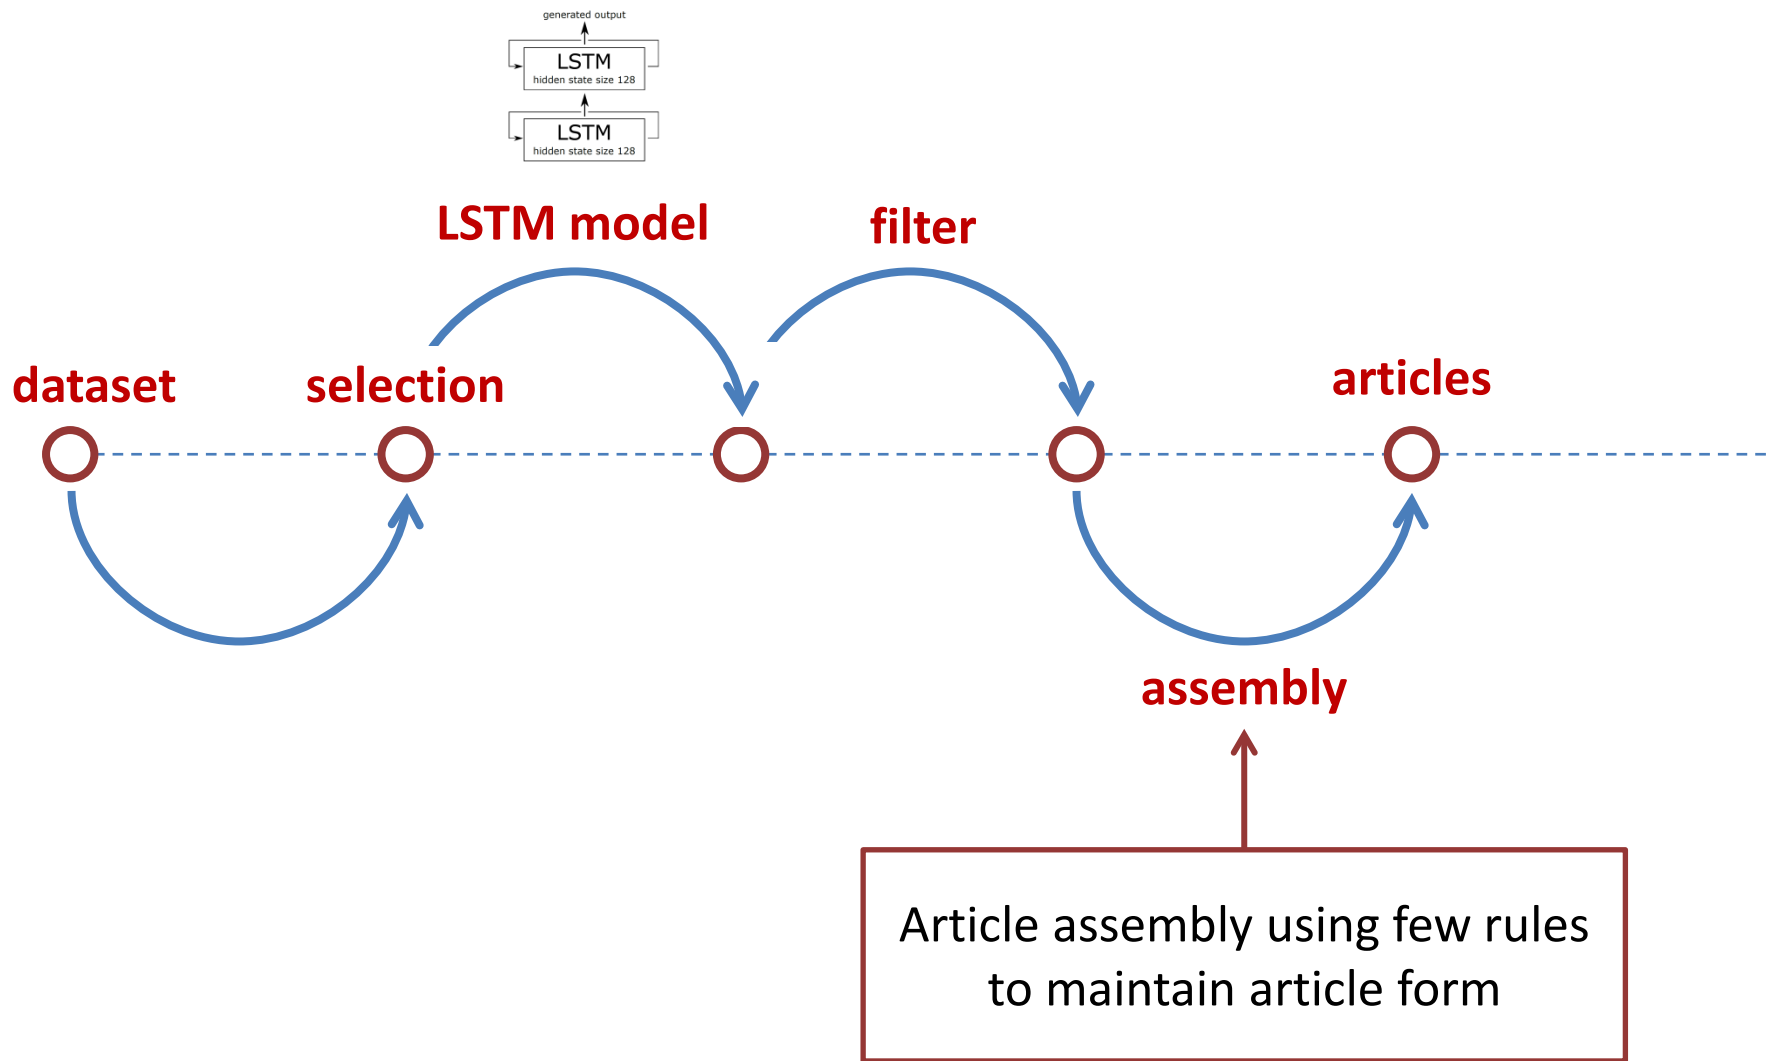 generated output
LSTM
hidden state size 128
LSTM
hidden state size 128
LSTM model
filter
dataset
selection
articles
assembly
Article assembly using few rules
to maintain article form